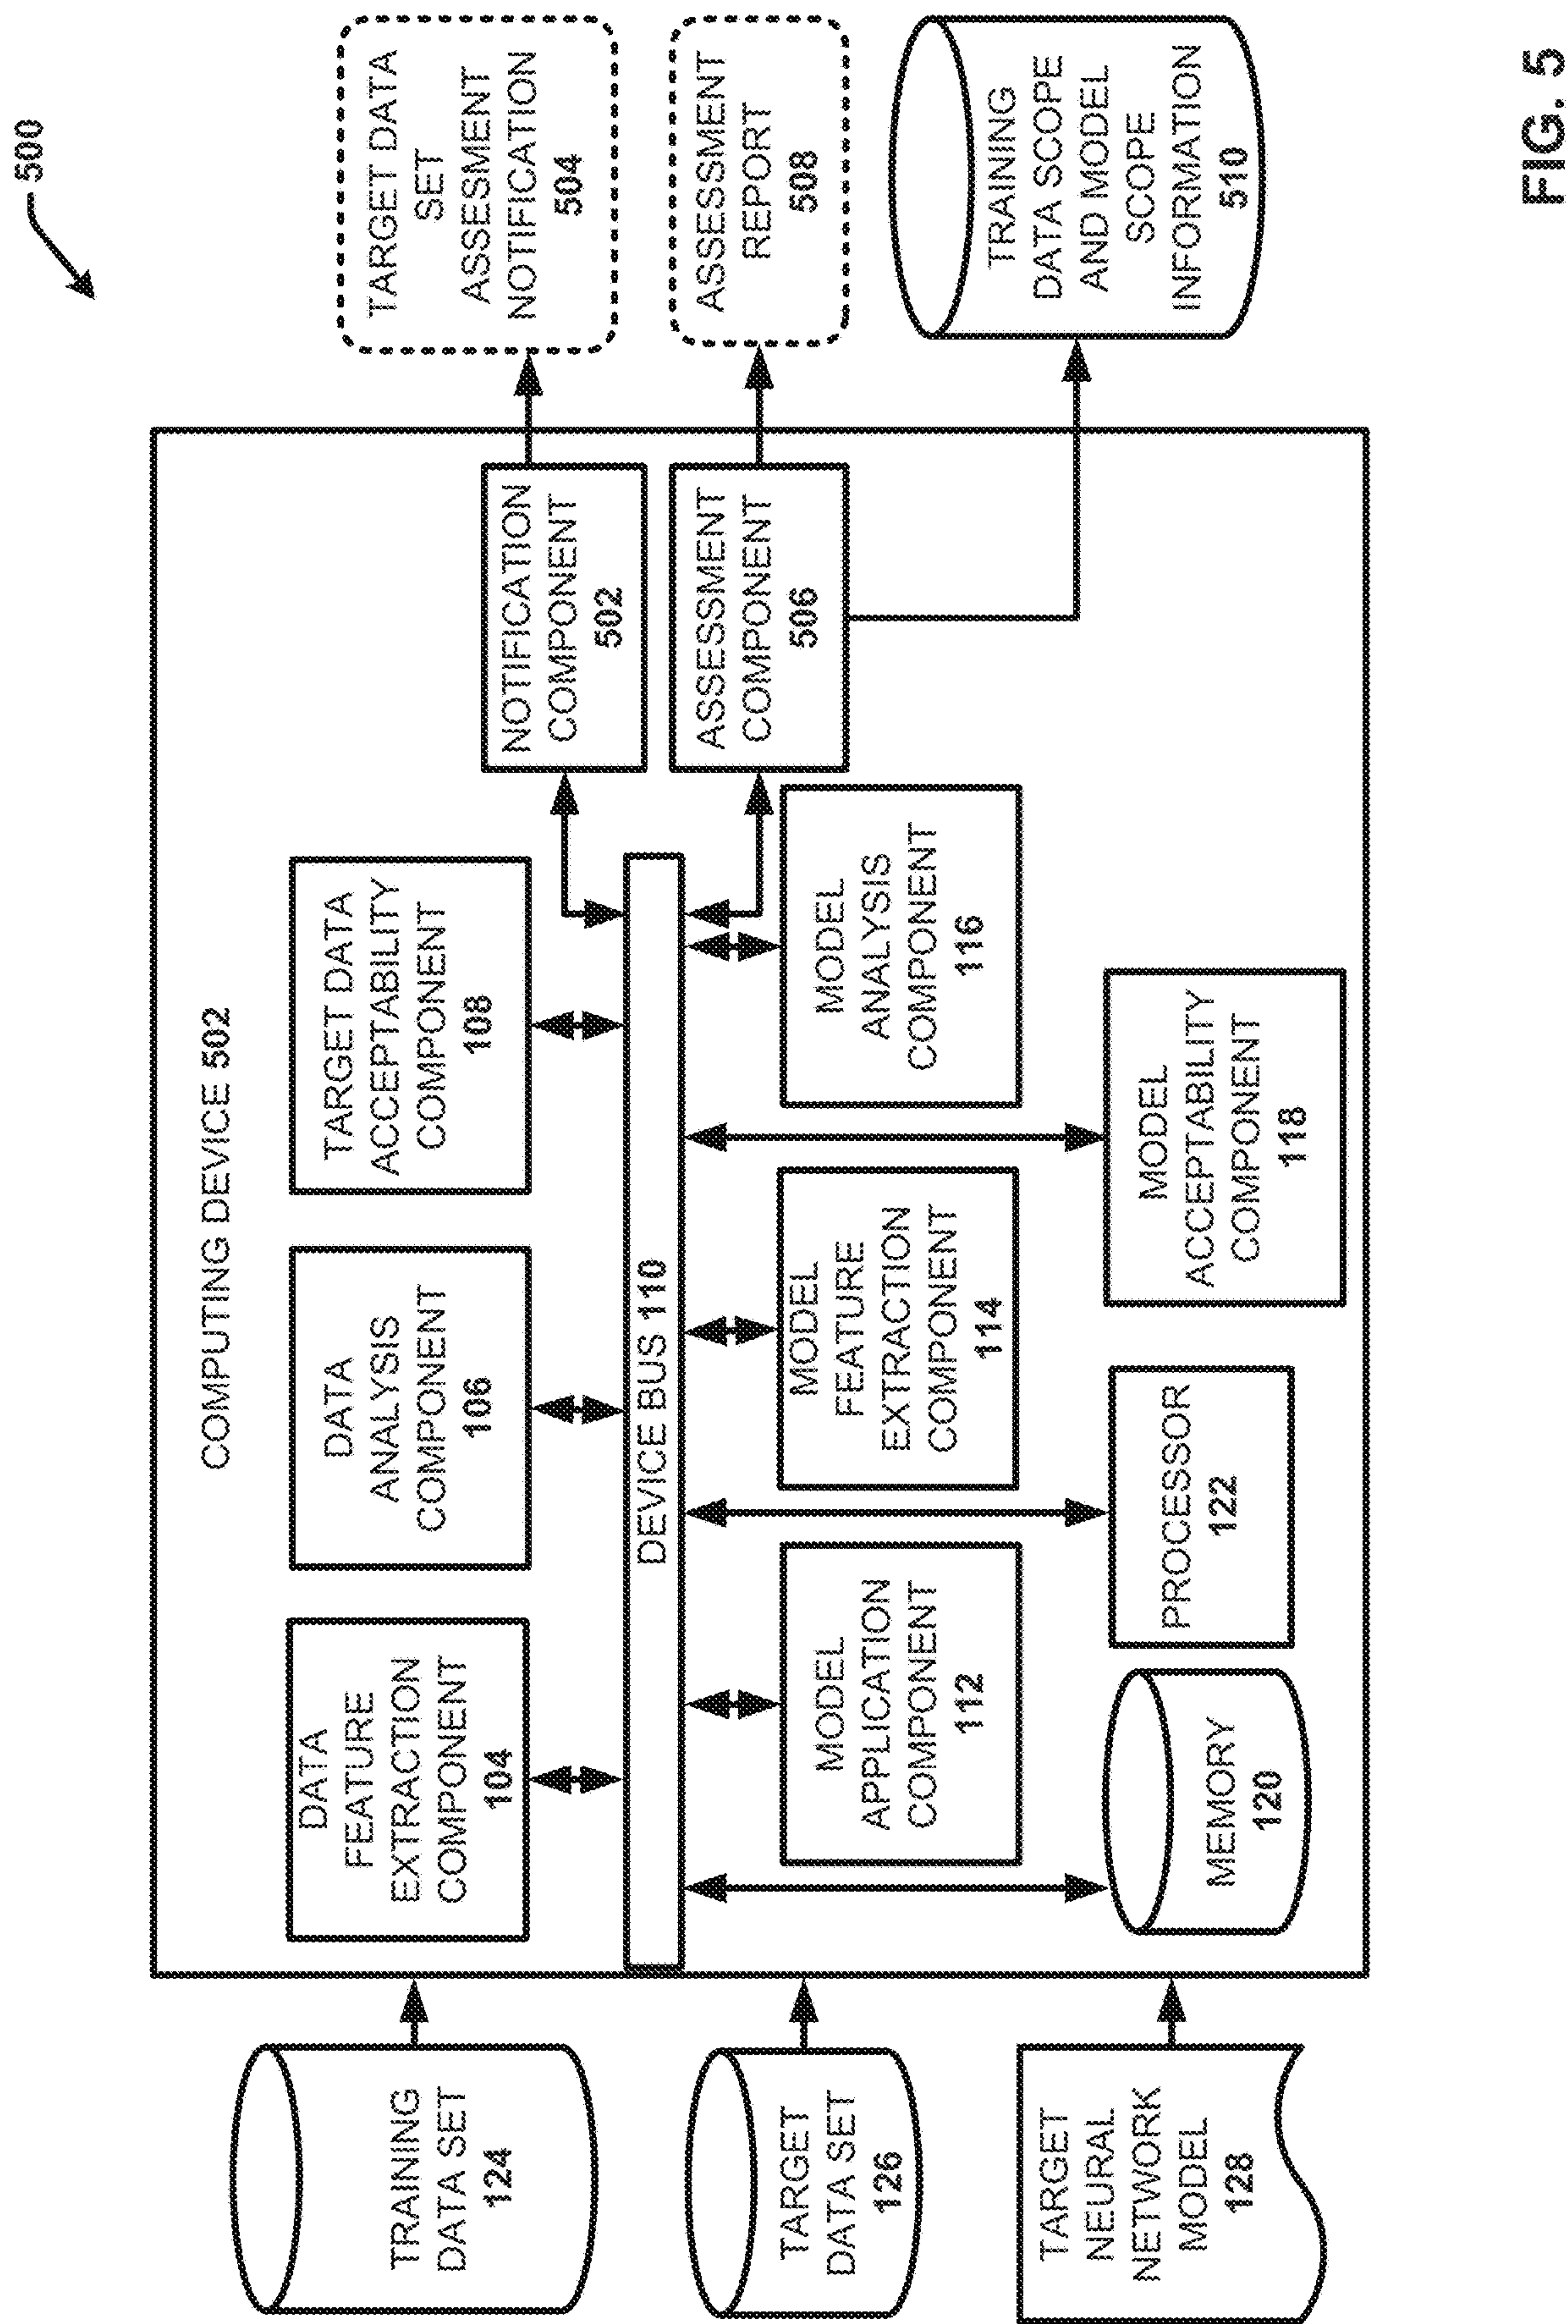 500
COMPUTING DEVICE 502
TRAINING
DATA SET
124
TARGET
DATA SET
126
TARGET
NEURAL
NETWORK
MODEL
128
DATA
FEATURE
EXTRACTION
COMPONENT
104
DATA
ANALYSIS
COMPONENT
106
TARGET DATA
ACCEPTABILITY
COMPONENT
108
DEVICE BUS 110
MODEL
APPLICATION
COMPONENT
112
MODEL
FEATURE
EXTRACTION
COMPONENT
114
MODEL
ANALYSIS
COMPONENT
116
MEMORY
120
PROCESSOR
122
MODEL
ACCEPTABILITY
COMPONENT
118
NOTIFICATION
COMPONENT
502
ASSESSMENT
COMPONENT
506
TARGET DATA
SET
ASSESSMENT
NOTIFICATION
504
ASSESSMENT
REPORT
508
TRAINING
DATA SCOPE
AND MODEL
SCOPE
INFORMATION
510
FIG. 5